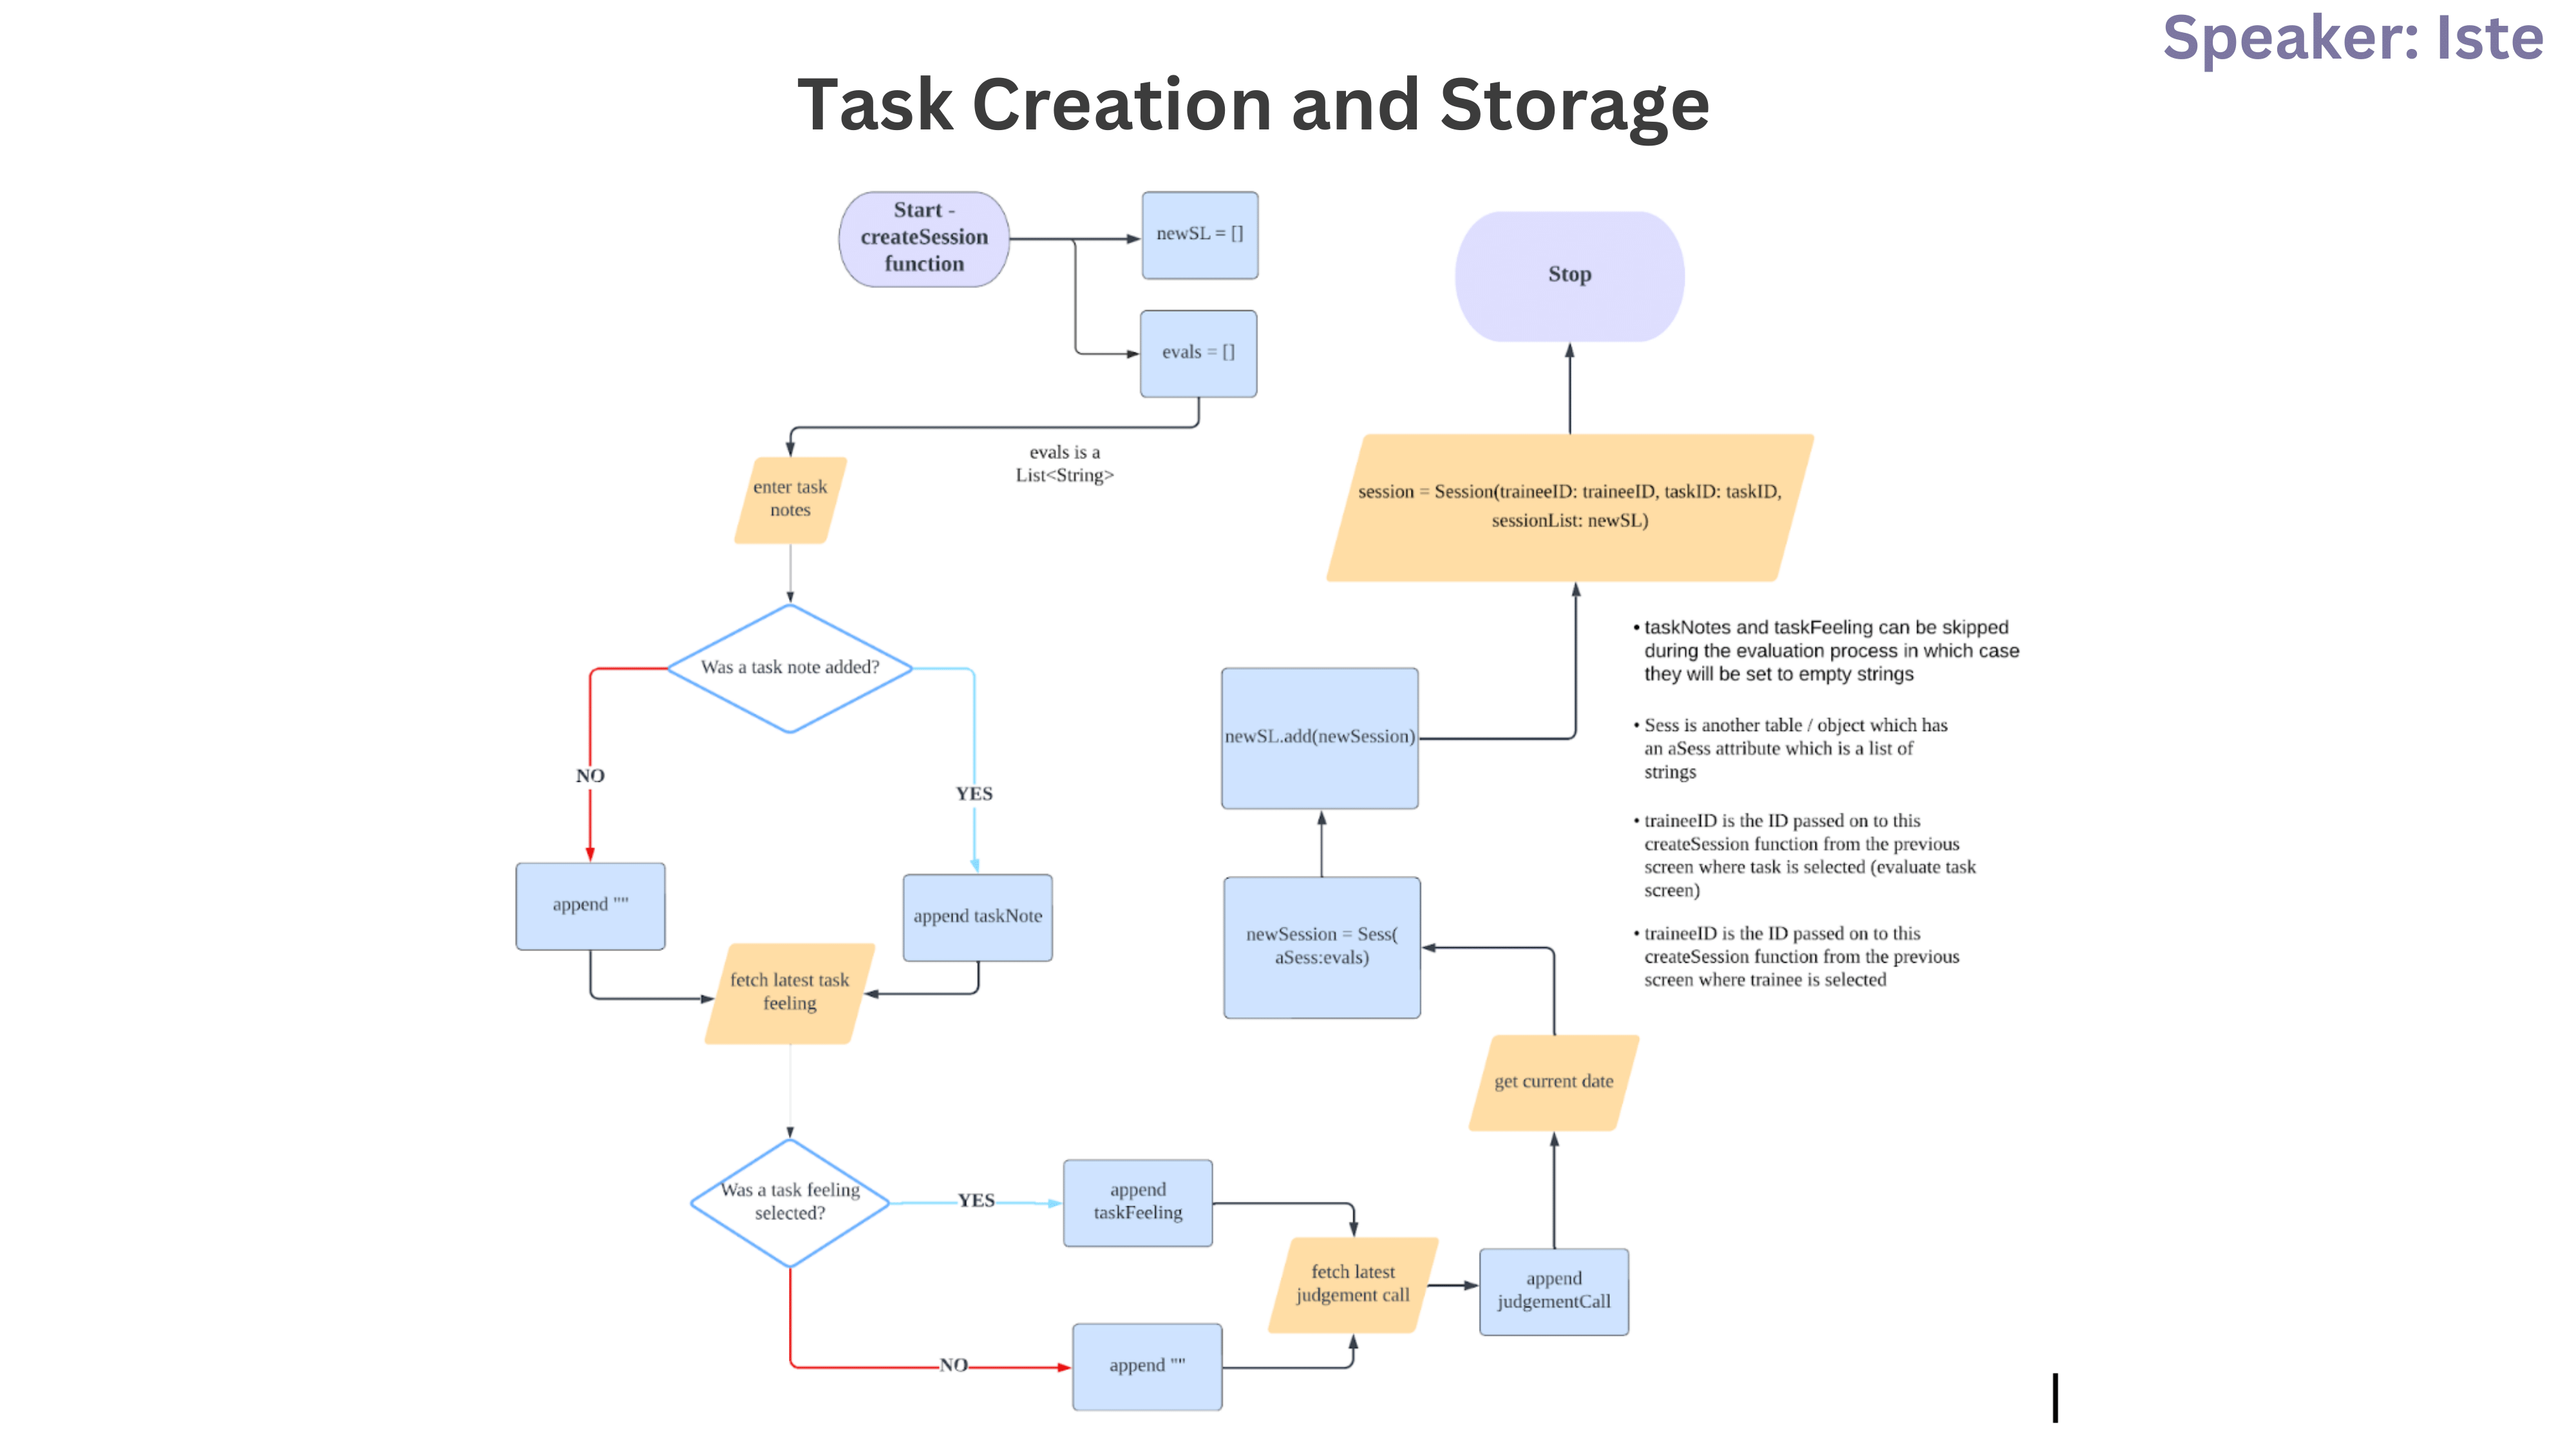 Speaker: Iste
Task Creation and Storage
Start -
createSession
function
newSL = []
evals = []
evals is a
List<String>
enter task
notes
Was a task note added?
NO
YES
append ""
append taskNote
fetch latest task
feeling
Was a task feeling
selected?
YES
append
taskFeeling
NO
append ""
fetch latest
judgement call
append
judgementCall
get current date
newSession = Sess(
aSess:evals)
newSL.add(newSession)
session = Session(traineeID: traineeID, taskID: taskID,
sessionList: newSL)
Stop
• taskNotes and taskFeeling can be skipped
during the evaluation process in which case
they will be set to empty strings
• Sess is another table / object which has
an aSess attribute which is a list of
strings
• traineeID is the ID passed on to this
createSession function from the previous
screen where task is selected (evaluate task
screen)
• traineeID is the ID passed on to this
createSession function from the previous
screen where trainee is selected